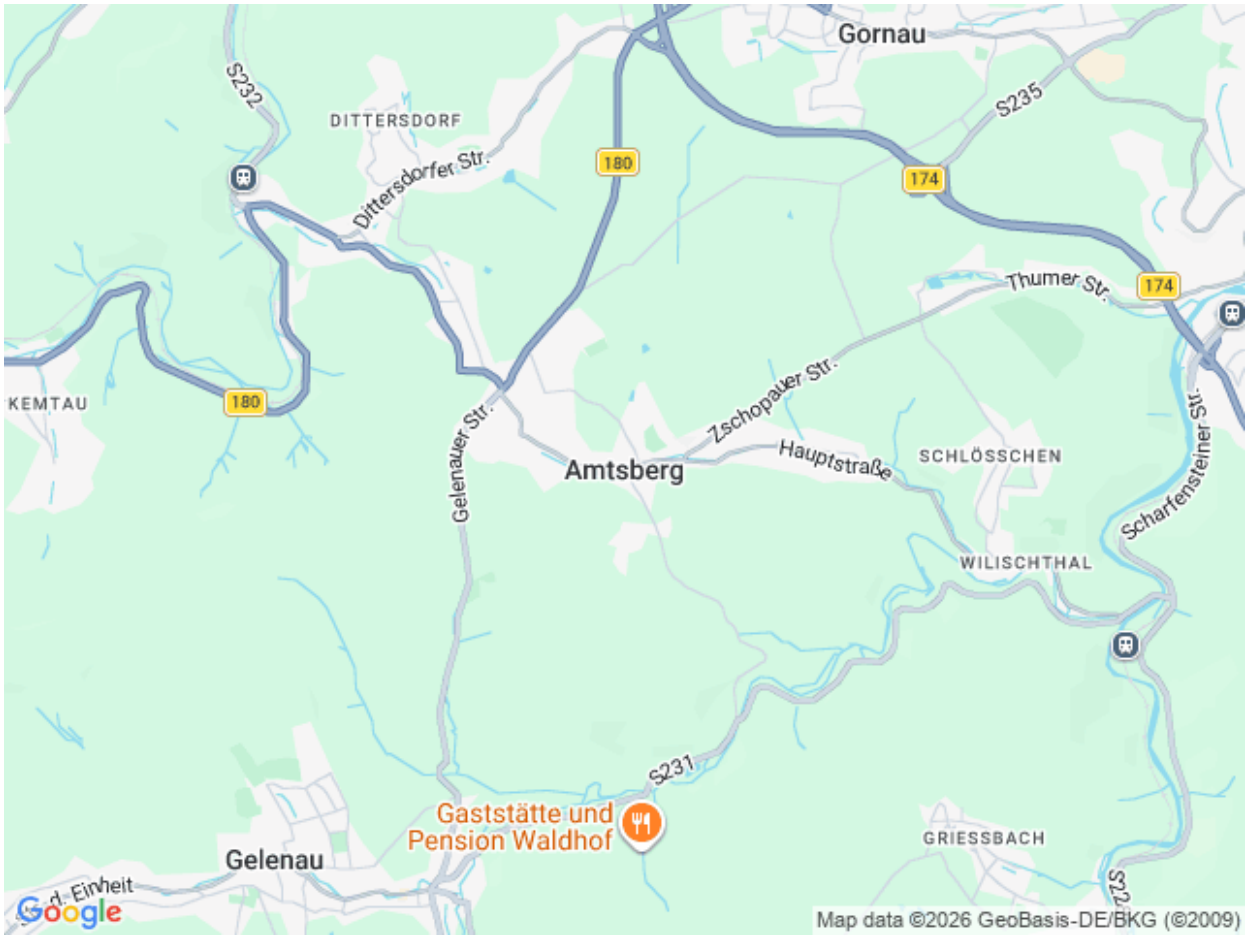 Gornau
S232
S235
DITTERSDORF
180
Dittersdorfer Str.
174
Thumer Str.
174
KEMTAU
180
Gelenauer Str.
Zschopauer Str.
Hauptstraße
Scharfensteiner Str.
SCHLÖSSCHEN
Amtsberg
WILISCHTHAL
S231
Gaststätte und
Pension Waldhof
GRIESSBACH
Gelenau
d. Einheit
S22
Google
Map data ©2026 GeoBasis-DE/BKG (©2009)